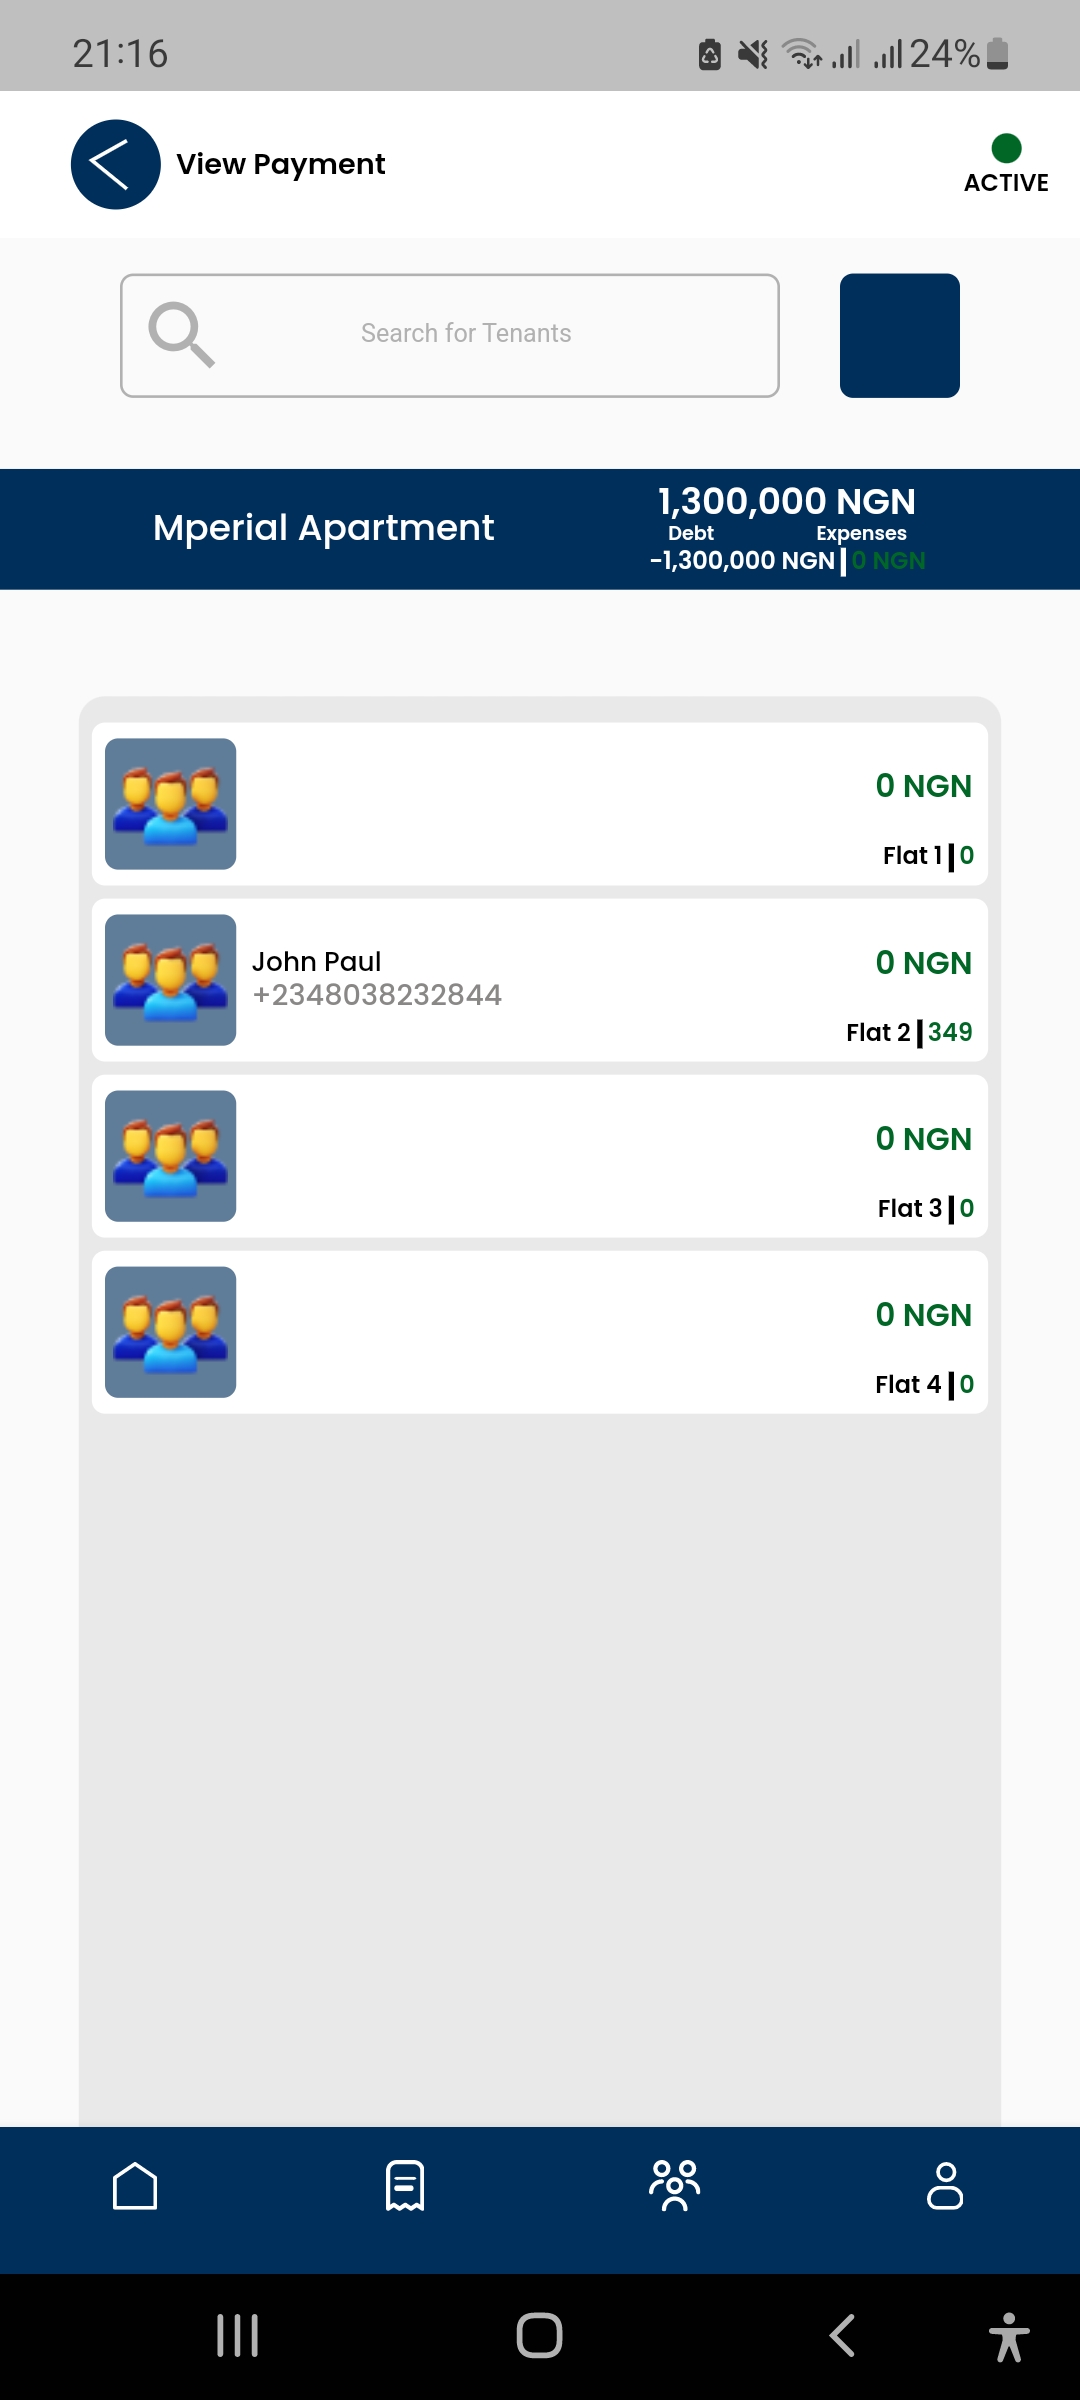 21:16
24%
View Payment
ACTIVE
Search for Tenants
Mperial Apartment
1,300,000 NGN
Debt Expenses
-1,300,000 NGN | 0 NGN
0 NGN
Flat 1 | 0
John Paul
+2348038232844
0 NGN
Flat 2 | 349
0 NGN
Flat 3 | 0
0 NGN
Flat 4 | 0